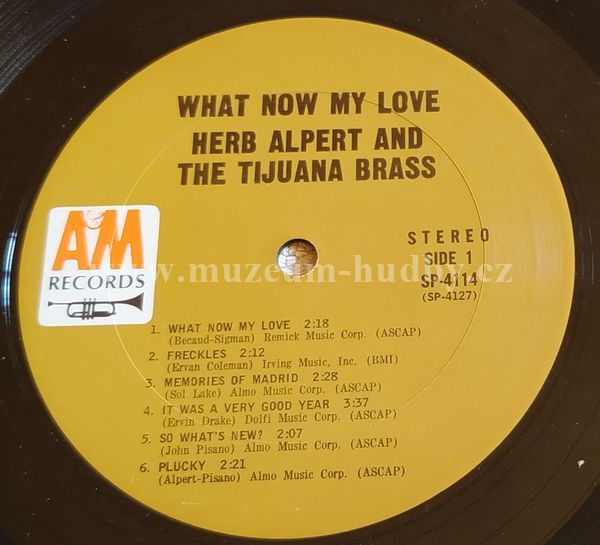 WHAT NOW MY LOVE
HERB ALPERT AND
THE TIJUANA BRASS
A&M
RECORDS
STEREO
SIDE 1
SP-4114
(SP-4127)
www.muzeum-hudby.cz
1. WHAT NOW MY LOVE 2:18
(Becaud-Sigman) Remick Music Corp. (ASCAP)
2. FRECKLES 2:12
(Ervan Coleman) Irving Music, Inc. (BMI)
3. MEMORIES OF MADRID 2:28
(Sol Lake) Almo Music Corp. (ASCAP)
4. IT WAS A VERY GOOD YEAR 3:37
(Ervin Drake) Dolfi Music Corp. (ASCAP)
5. SO WHAT'S NEW? 2:07
(John Pisano) Almo Music Corp. (ASCAP)
6. PLUCKY 2:21
(Alpert-Pisano) Almo Music Corp. (ASCAP)